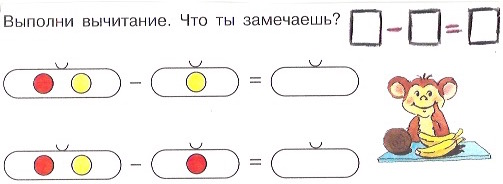 Выполни вычитание. Что ты замечаешь? □ - □ = □
- =
- =